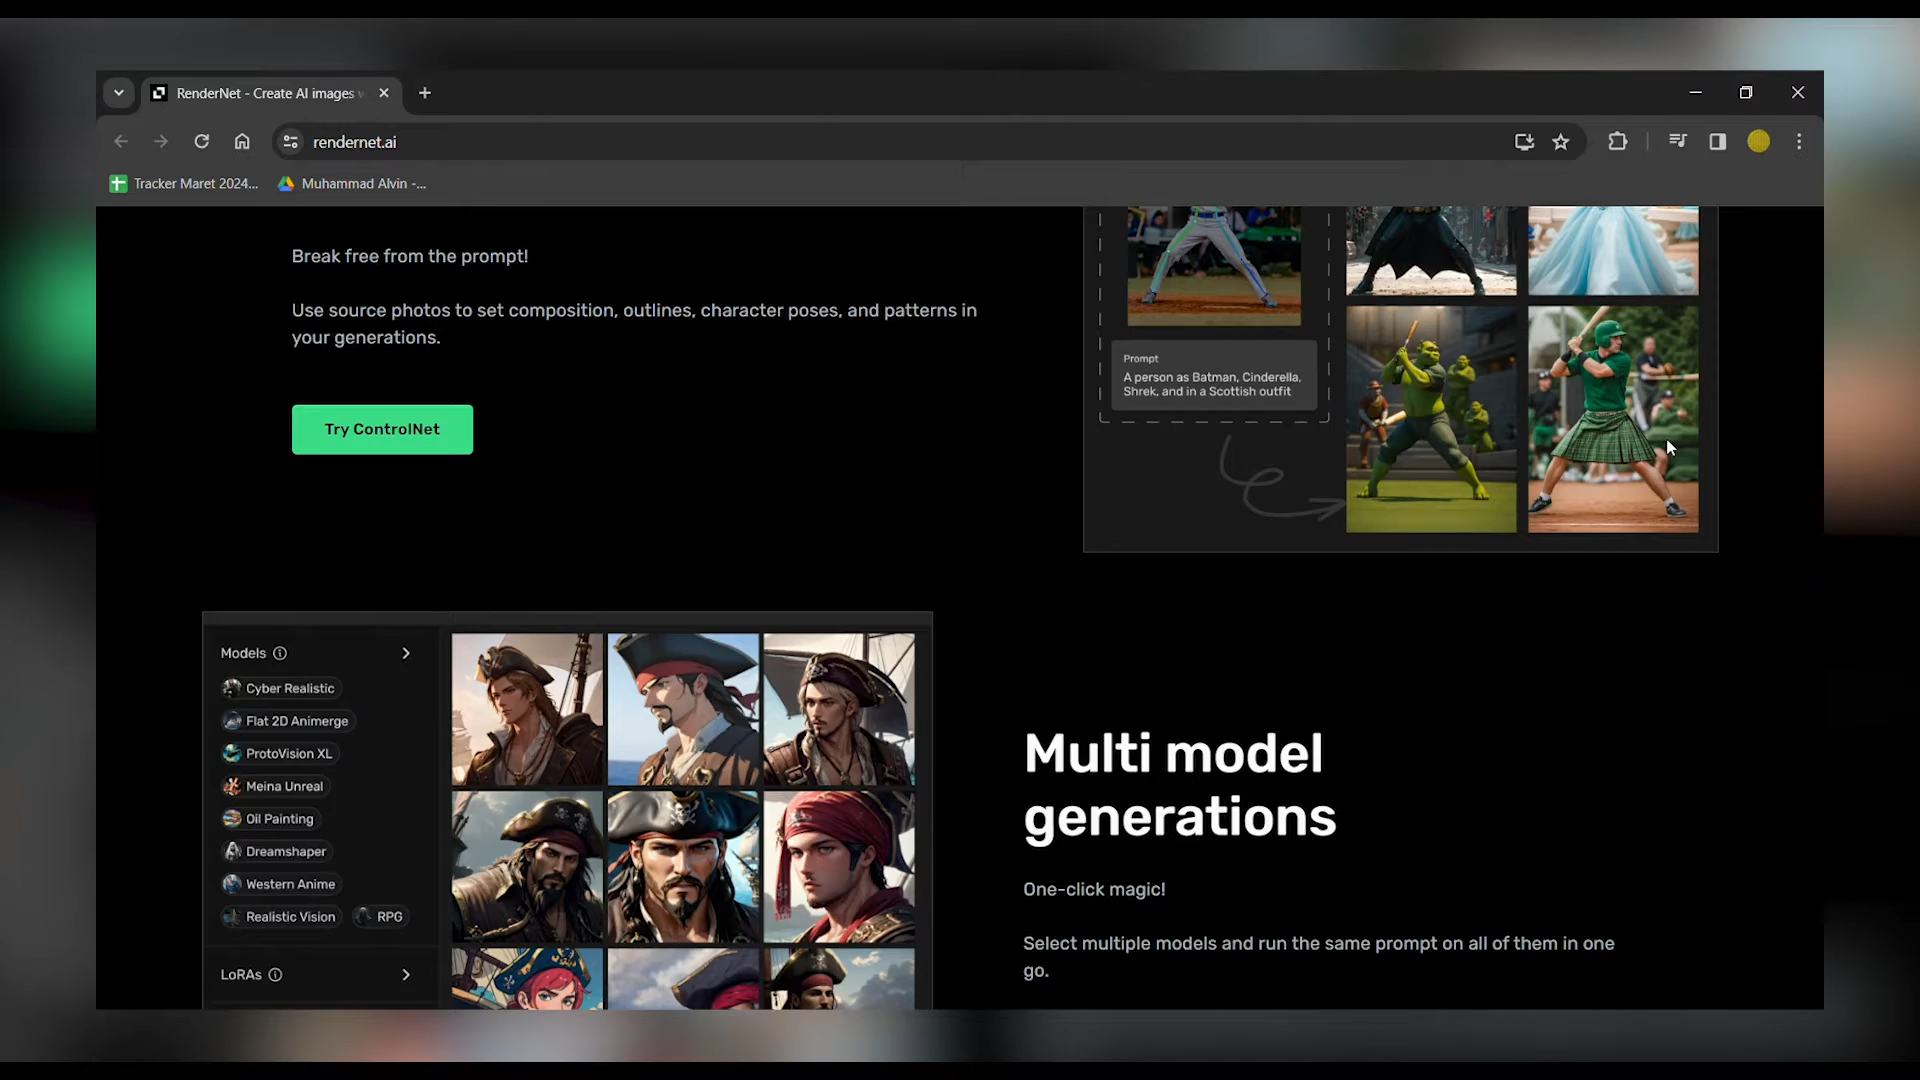 RenderNet - Create AI images w
rendernet.ai
Tracker Maret 2024...
Muhammad Alvin -...
Break free from the prompt!
Use source photos to set composition, outlines, character poses, and patterns in
your generations.
Try ControlNet
Prompt
A person as Batman, Cinderella,
Shrek, and in a Scottish outfit
Models
Cyber Realistic
Flat 2D Animerge
ProtoVision XL
Meina Unreal
Oil Painting
Dreamshaper
Western Anime
Realistic Vision RPG
LoRAs
Multi model
generations
One-click magic!
Select multiple models and run the same prompt on all of them in one
go.